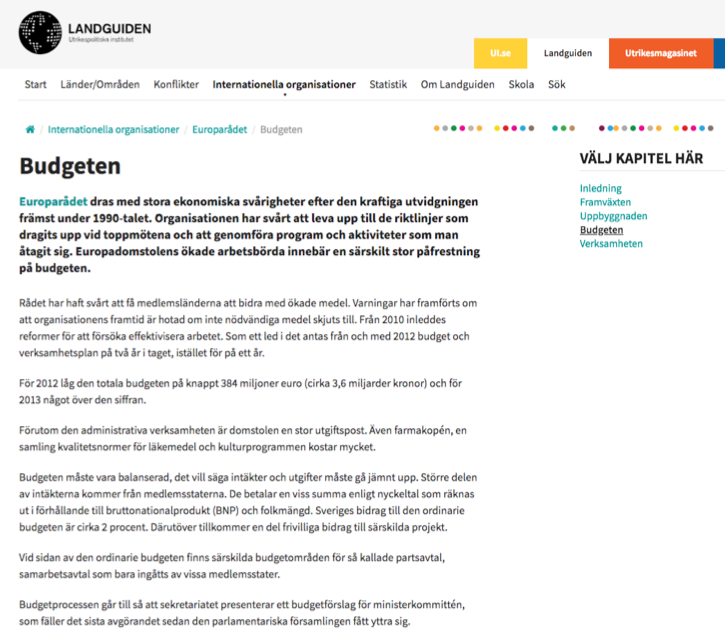 LANDGUIDEN
Utrikespolitiska institutet
UI.se
Landguiden
Utrikesmagasinet
Start
Länder/Områden
Konflikter
Internationella organisationer
Statistik
Om Landguiden
Skola
Sök
/ Internationella organisationer / Europarådet / Budgeten
Budgeten
Europarådet dras med stora ekonomiska svårigheter efter den kraftiga utvidgningen
främst under 1990-talet. Organisationen har svårt att leva upp till de riktlinjer som
dragits upp vid toppmötena och att genomföra program och aktiviteter som man
åtagit sig. Europadomstolens ökade arbetsbörda innebär en särskilt stor påfrestning
på budgeten.
Rådet har haft svårt att få medlemsländerna att bidra med ökade medel. Varningar har framförts om
att organisationens framtid är hotad om inte nödvändiga medel skjuts till. Från 2010 inleddes
reformer för att försöka effektivisera arbetet. Som ett led i det antas från och med 2012 budget och
verksamhetsplan på två år i taget, istället för på ett år.
För 2012 låg den totala budgeten på knappt 384 miljoner euro (cirka 3,6 miljarder kronor) och för
2013 något över den siffran.
Förutom den administrativa verksamheten är domstolen en stor utgiftspost. Även farmakopén, en
samling kvalitetsnormer för läkemedel och kulturprogrammen kostar mycket.
Budgeten måste vara balanserad, det vill säga intäkter och utgifter måste gå jämnt upp. Större delen
av intäkterna kommer från medlemsstaterna. De betalar en viss summa enligt nyckeltal som räknas
ut i förhållande till bruttonationalprodukt (BNP) och folkmängd. Sveriges bidrag till den ordinarie
budgeten är cirka 2 procent. Därutöver tillkommer en del frivilliga bidrag till särskilda projekt.
Vid sidan av den ordinarie budgeten finns särskilda budgetområden för så kallade partsavtal,
samarbetsavtal som bara ingåtts av vissa medlemsstater.
Budgetprocessen går till så att sekretariatet presenterar ett budgetförslag för ministerkommittén,
som fäller det sista avgörandet sedan den parlamentariska församlingen fått yttra sig.
VÄLJ KAPITEL HÄR
Inledning
Framväxten
Uppbyggnaden
Budgeten
Verksamheten